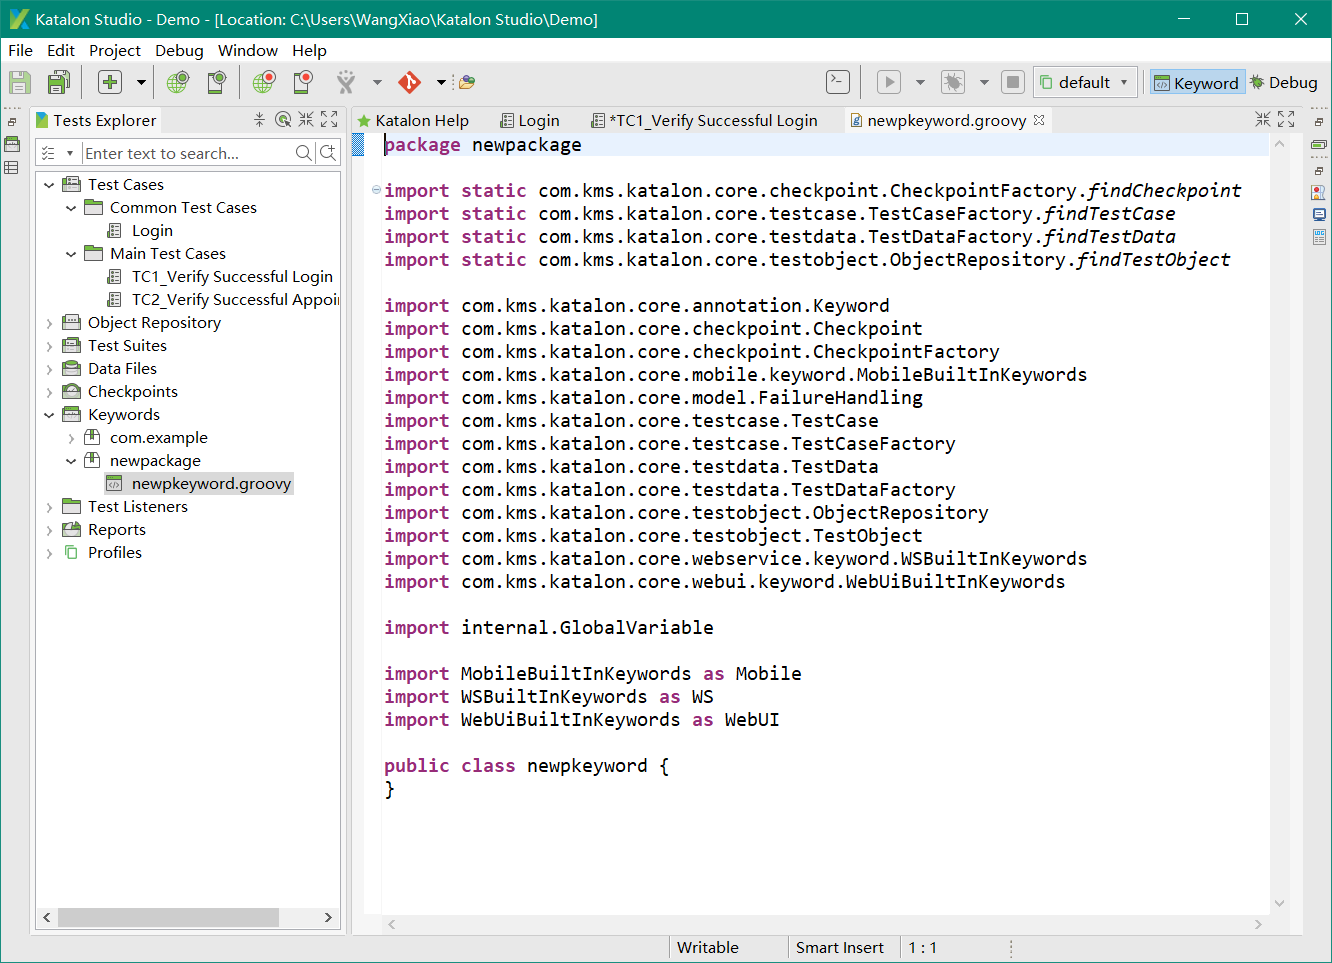 Katalon Studio - Demo - [Location: C:\Users\WangXiao\Katalon Studio\Demo]
File Edit Project Debug Window Help
default Keyword Debug
Tests Explorer
Enter text to search...
Test Cases
Common Test Cases
Login
Main Test Cases
TC1_Verify Successful Login
TC2_Verify Successful Appoi
Object Repository
Test Suites
Data Files
Checkpoints
Keywords
com.example
newpackage
newpkeyword.groovy
Test Listeners
Reports
Profiles
Katalon Help Login *TC1_Verify Successful Login newpkeyword.groovy
package newpackage
import static com.kms.katalon.core.checkpoint.CheckpointFactory.findCheckpoint
import static com.kms.katalon.core.testcase.TestCaseFactory.findTestCase
import static com.kms.katalon.core.testdata.TestDataFactory.findTestData
import static com.kms.katalon.core.testobject.ObjectRepository.findTestObject
import com.kms.katalon.core.annotation.Keyword
import com.kms.katalon.core.checkpoint.Checkpoint
import com.kms.katalon.core.checkpoint.CheckpointFactory
import com.kms.katalon.core.mobile.keyword.MobileBuiltInKeywords
import com.kms.katalon.core.model.FailureHandling
import com.kms.katalon.core.testcase.TestCase
import com.kms.katalon.core.testcase.TestCaseFactory
import com.kms.katalon.core.testdata.TestData
import com.kms.katalon.core.testdata.TestDataFactory
import com.kms.katalon.core.testobject.ObjectRepository
import com.kms.katalon.core.testobject.TestObject
import com.kms.katalon.core.webservice.keyword.WSBuiltInKeywords
import com.kms.katalon.core.webui.keyword.WebUiBuiltInKeywords
import internal.GlobalVariable
import MobileBuiltInKeywords as Mobile
import WSBuiltInKeywords as WS
import WebUiBuiltInKeywords as WebUI
public class newpkeyword {
}
Writable Smart Insert 1 : 1